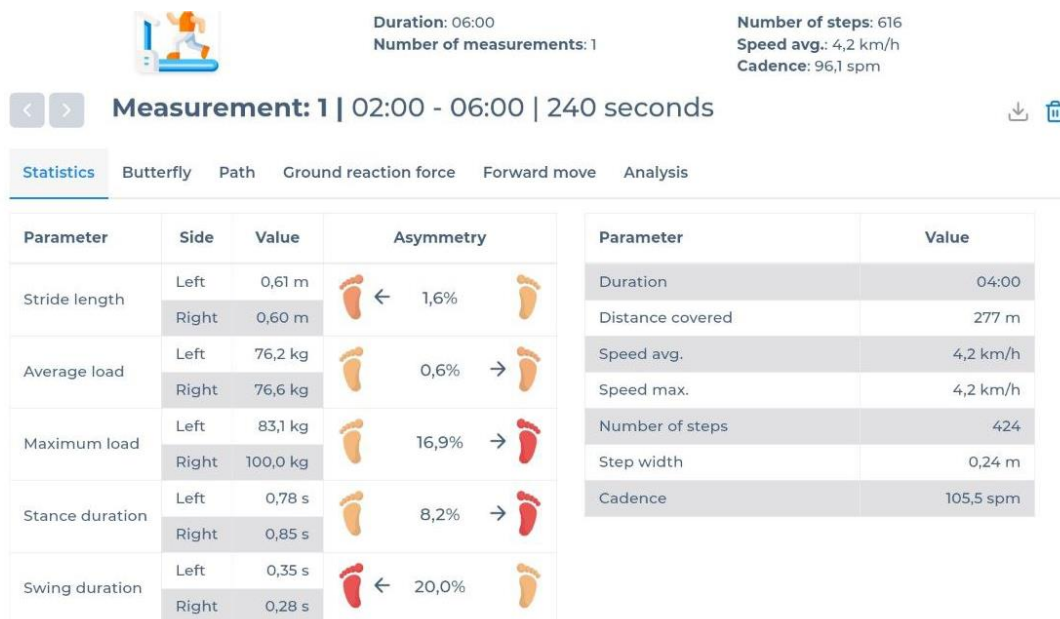 Duration: 06:00
Number of measurements: 1
Number of steps: 616
Speed avg.: 4,2 km/h
Cadence: 96,1 spm
Measurement: 1 | 02:00 - 06:00 | 240 seconds
Statistics Butterfly Path Ground reaction force Forward move Analysis
Parameter Side Value Asymmetry
Stride length
Left 0,61 m
Right 0,60 m
1,6%
Average load
Left 76,2 kg
Right 76,6 kg
0,6%
Maximum load
Left 83,1 kg
Right 100,0 kg
16,9%
Stance duration
Left 0,78 s
Right 0,85 s
8,2%
Swing duration
Left 0,35 s
Right 0,28 s
20,0%
Parameter Value
Duration 04:00
Distance covered 277 m
Speed avg. 4,2 km/h
Speed max. 4,2 km/h
Number of steps 424
Step width 0,24 m
Cadence 105,5 spm